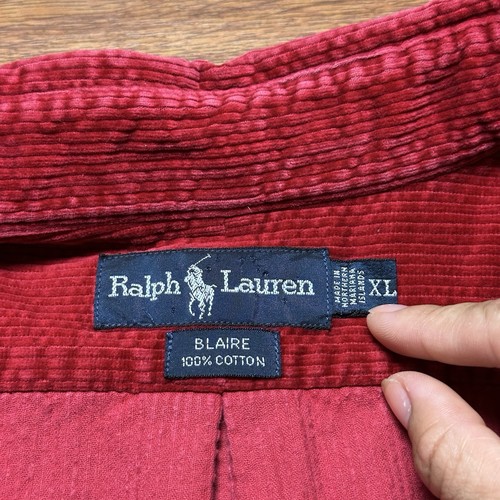 Ralph Lauren
MADE IN
NORTHERN
MARIANA
ISLANDS
XL
BLAIRE
100% COTTON